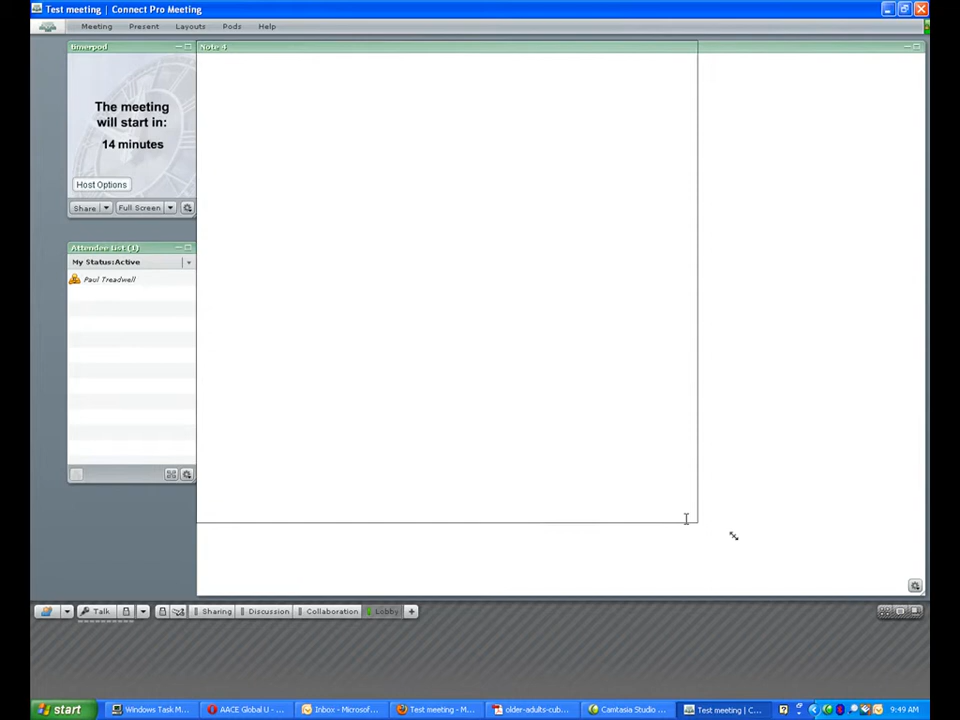 Test meeting | Connect Pro Meeting
Meeting Present Layouts Pods Help
timerpod
Note 4
The meeting
will start in:
14 minutes
Host Options
Share Full Screen
Attendee List (1)
My Status:Active
Paul Treadwell
Talk Sharing Discussion Collaboration Lobby +
start Windows Task M... AACE Global U - ... Inbox - Microsof... Test meeting - M... older-adults-cub... Camtasia Studio ... Test meeting | C... 9:49 AM